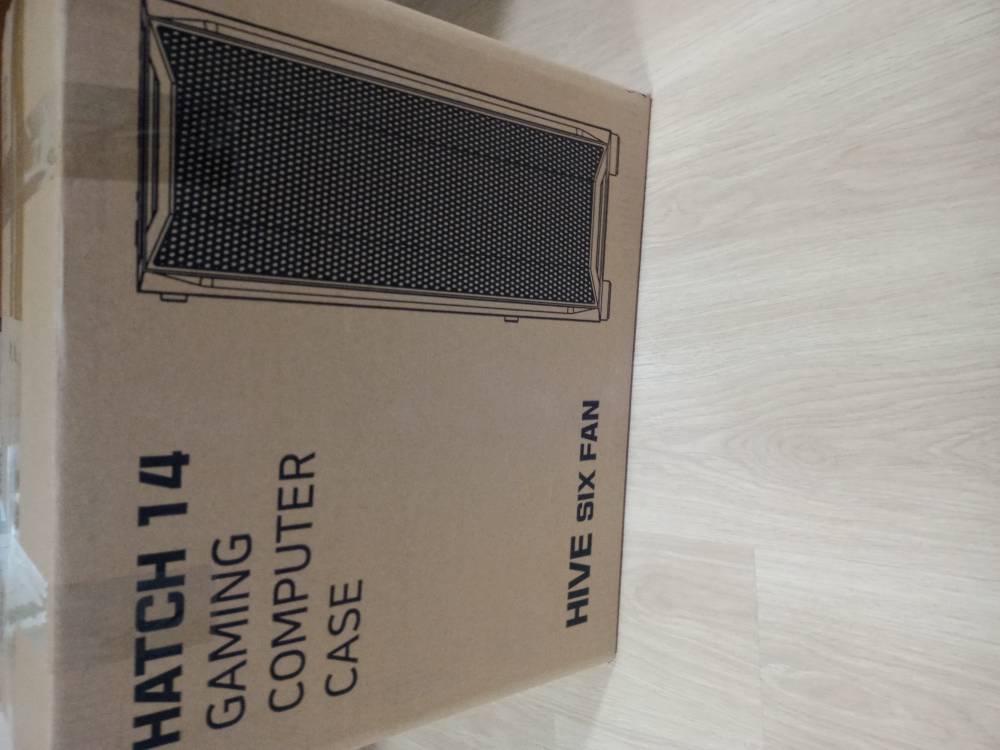 HATCH 14
GAMING
COMPUTER
CASE
HIVE SIX FAN